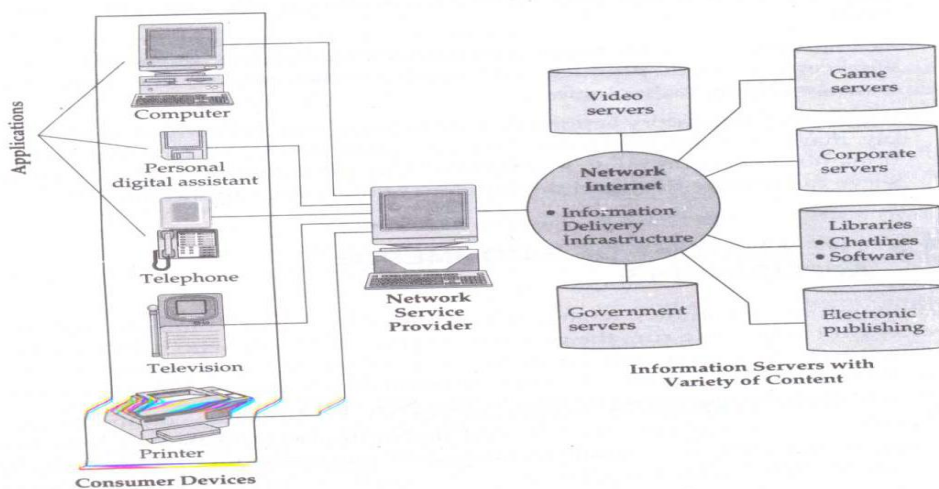 Applications
Computer
Personal
digital assistant
Telephone
Television
Printer
Consumer Devices
Network
Service
Provider
Video
servers
Network
Internet
• Information
Delivery
Infrastructure
Government
servers
Game
servers
Corporate
servers
Libraries
• Chatlines
• Software
Electronic
publishing
Information Servers with
Variety of Content